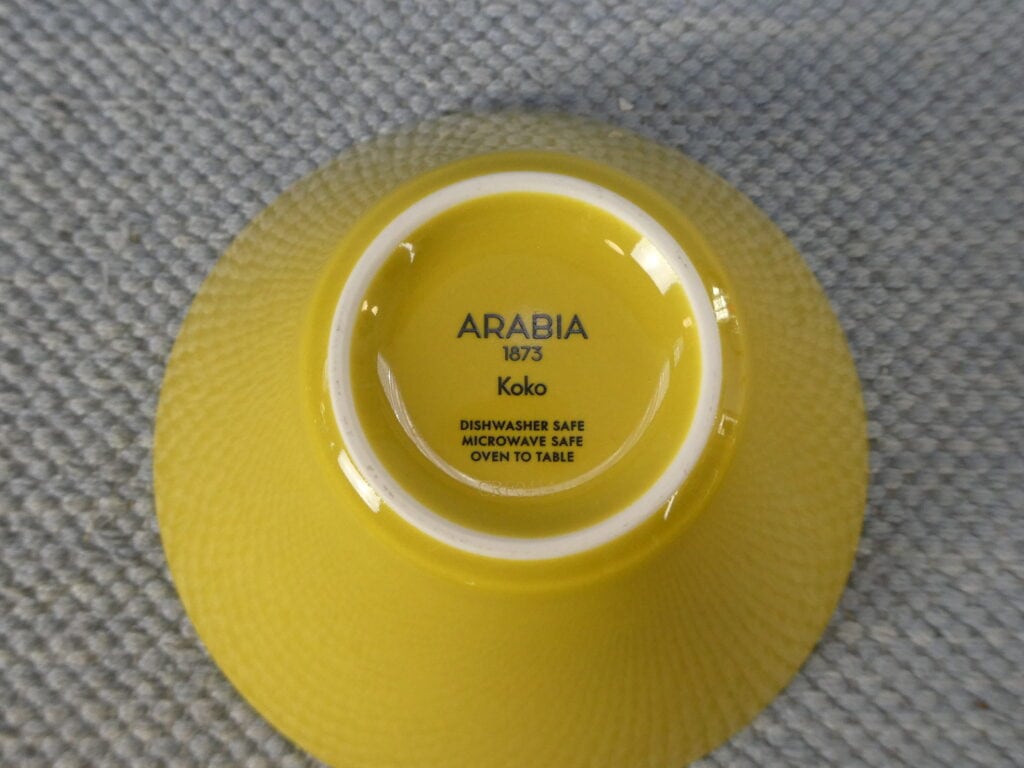 ARABIA
1873
Koko
DISHWASHER SAFE
MICROWAVE SAFE
OVEN TO TABLE